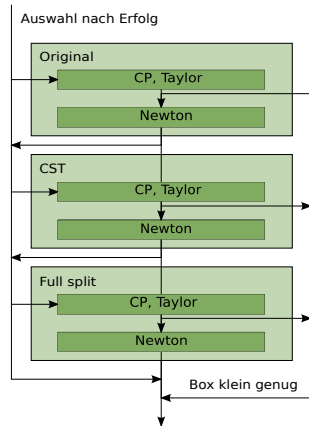 Auswahl nach Erfolg
Original
CP, Taylor
Newton
CST
CP, Taylor
Newton
Full split
CP, Taylor
Newton
Box klein genug